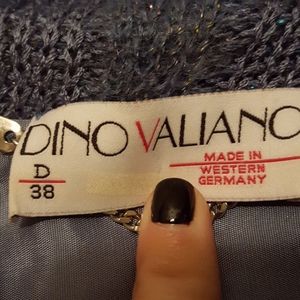 DINO VALIANO
D
38
MADE IN
WESTERN
GERMANY